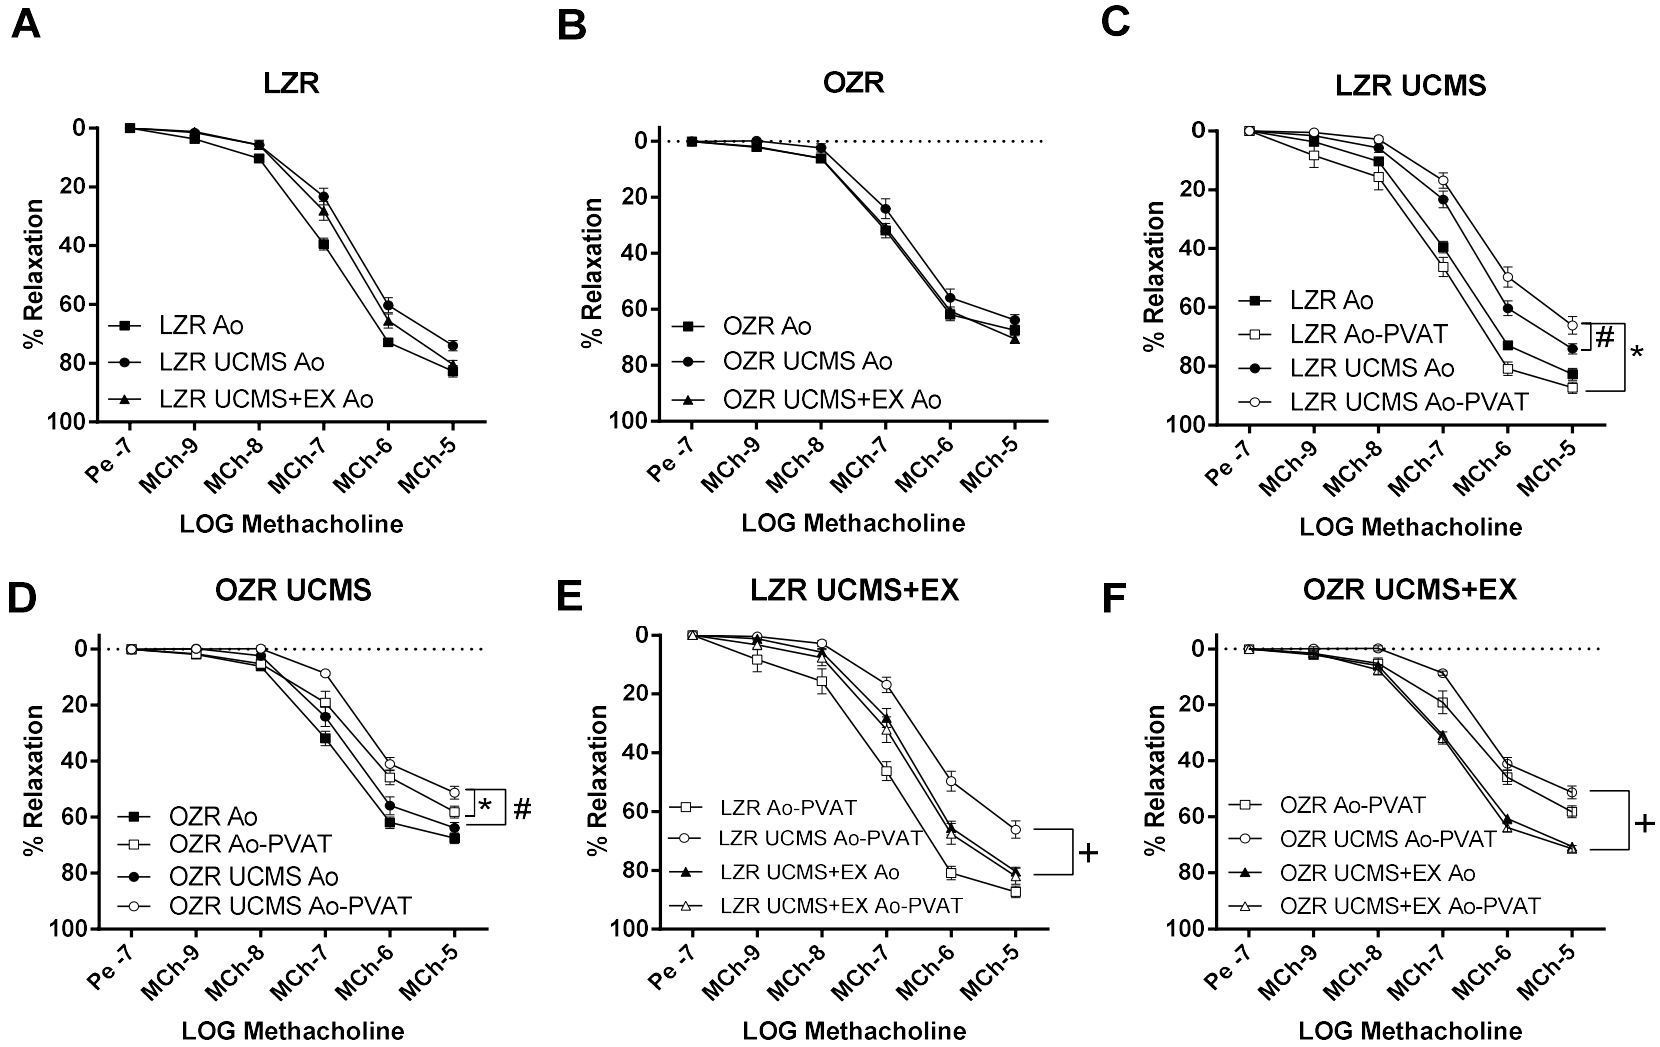 A
LZR
% Relaxation
0
20
40
60
80
100
LZR Ao
LZR UCMS Ao
LZR UCMS+EX Ao
Pe -7
MCh-9
MCh-8
MCh-7
MCh-6
MCh-5
LOG Methacholine
B
OZR
% Relaxation
0
20
40
60
80
100
OZR Ao
OZR UCMS Ao
OZR UCMS+EX Ao
Pe -7
MCh-9
MCh-8
MCh-7
MCh-6
MCh-5
LOG Methacholine
C
LZR UCMS
% Relaxation
0
20
40
60
80
100
LZR Ao
LZR Ao-PVAT
LZR UCMS Ao
LZR UCMS Ao-PVAT
#
*
Pe -7
MCh-9
MCh-8
MCh-7
MCh-6
MCh-5
LOG Methacholine
D
OZR UCMS
% Relaxation
0
20
40
60
80
100
OZR Ao
OZR Ao-PVAT
OZR UCMS Ao
OZR UCMS Ao-PVAT
*
#
Pe -7
MCh-9
MCh-8
MCh-7
MCh-6
MCh-5
LOG Methacholine
E
LZR UCMS+EX
% Relaxation
0
20
40
60
80
100
LZR Ao-PVAT
LZR UCMS Ao-PVAT
LZR UCMS+EX Ao
LZR UCMS+EX Ao-PVAT
+
Pe -7
MCh-9
MCh-8
MCh-7
MCh-6
MCh-5
LOG Methacholine
F
OZR UCMS+EX
% Relaxation
0
20
40
60
80
100
OZR Ao-PVAT
OZR UCMS Ao-PVAT
OZR UCMS+EX Ao
OZR UCMS+EX Ao-PVAT
+
Pe -7
MCh-9
MCh-8
MCh-7
MCh-6
MCh-5
LOG Methacholine